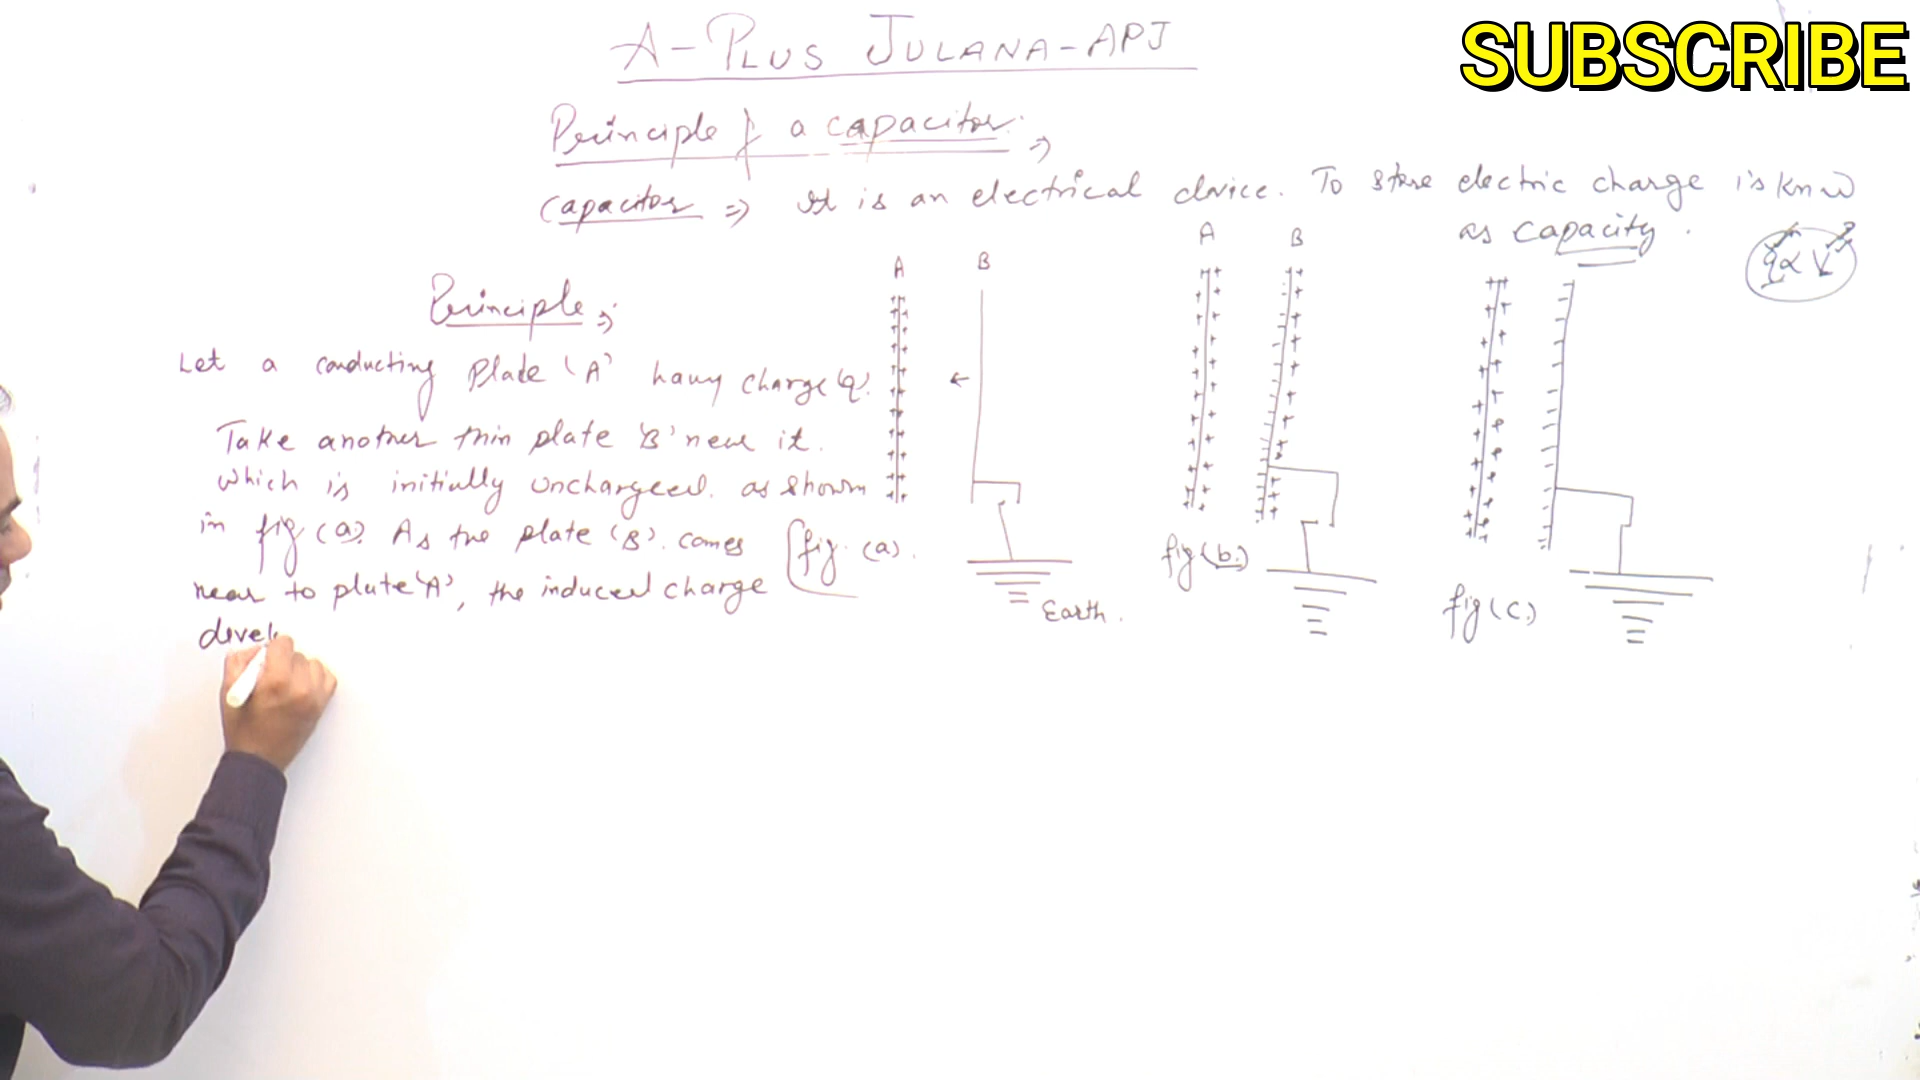 A-PLUS JULANA-APJ
SUBSCRIBE
Principle of a capacitor. ⇒
Capacitor ⇒ It is an electrical device. To store electric charge is know
as capacity.
q ∝ V
Principle ⇒
A B
A B
Let a conducting Plate 'A' having charge 'q'.
Take another thin plate 'B' near it.
which is initially unchargeed. as shown
in fig (a). As the plate 'B'. comes
near to plate 'A', the induced charge
devel
fig. (a).
Earth.
fig (b.)
fig (c.)